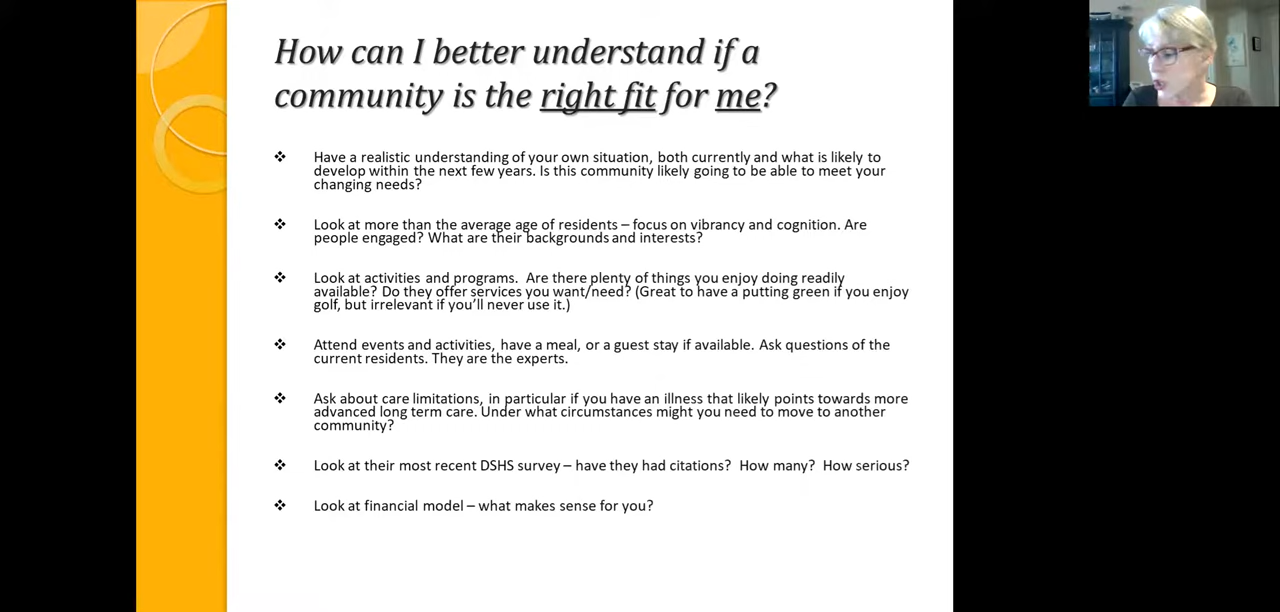 How can I better understand if a
community is the right fit for me?
❖ Have a realistic understanding of your own situation, both currently and what is likely to
develop within the next few years. Is this community likely going to be able to meet your
changing needs?
❖ Look at more than the average age of residents – focus on vibrancy and cognition. Are
people engaged? What are their backgrounds and interests?
❖ Look at activities and programs.  Are there plenty of things you enjoy doing readily
available? Do they offer services you want/need? (Great to have a putting green if you enjoy
golf, but irrelevant if you'll never use it.)
❖ Attend events and activities, have a meal, or a guest stay if available. Ask questions of the
current residents. They are the experts.
❖ Ask about care limitations, in particular if you have an illness that likely points towards more
advanced long term care. Under what circumstances might you need to move to another
community?
❖ Look at their most recent DSHS survey – have they had citations?  How many?  How serious?
❖ Look at financial model – what makes sense for you?